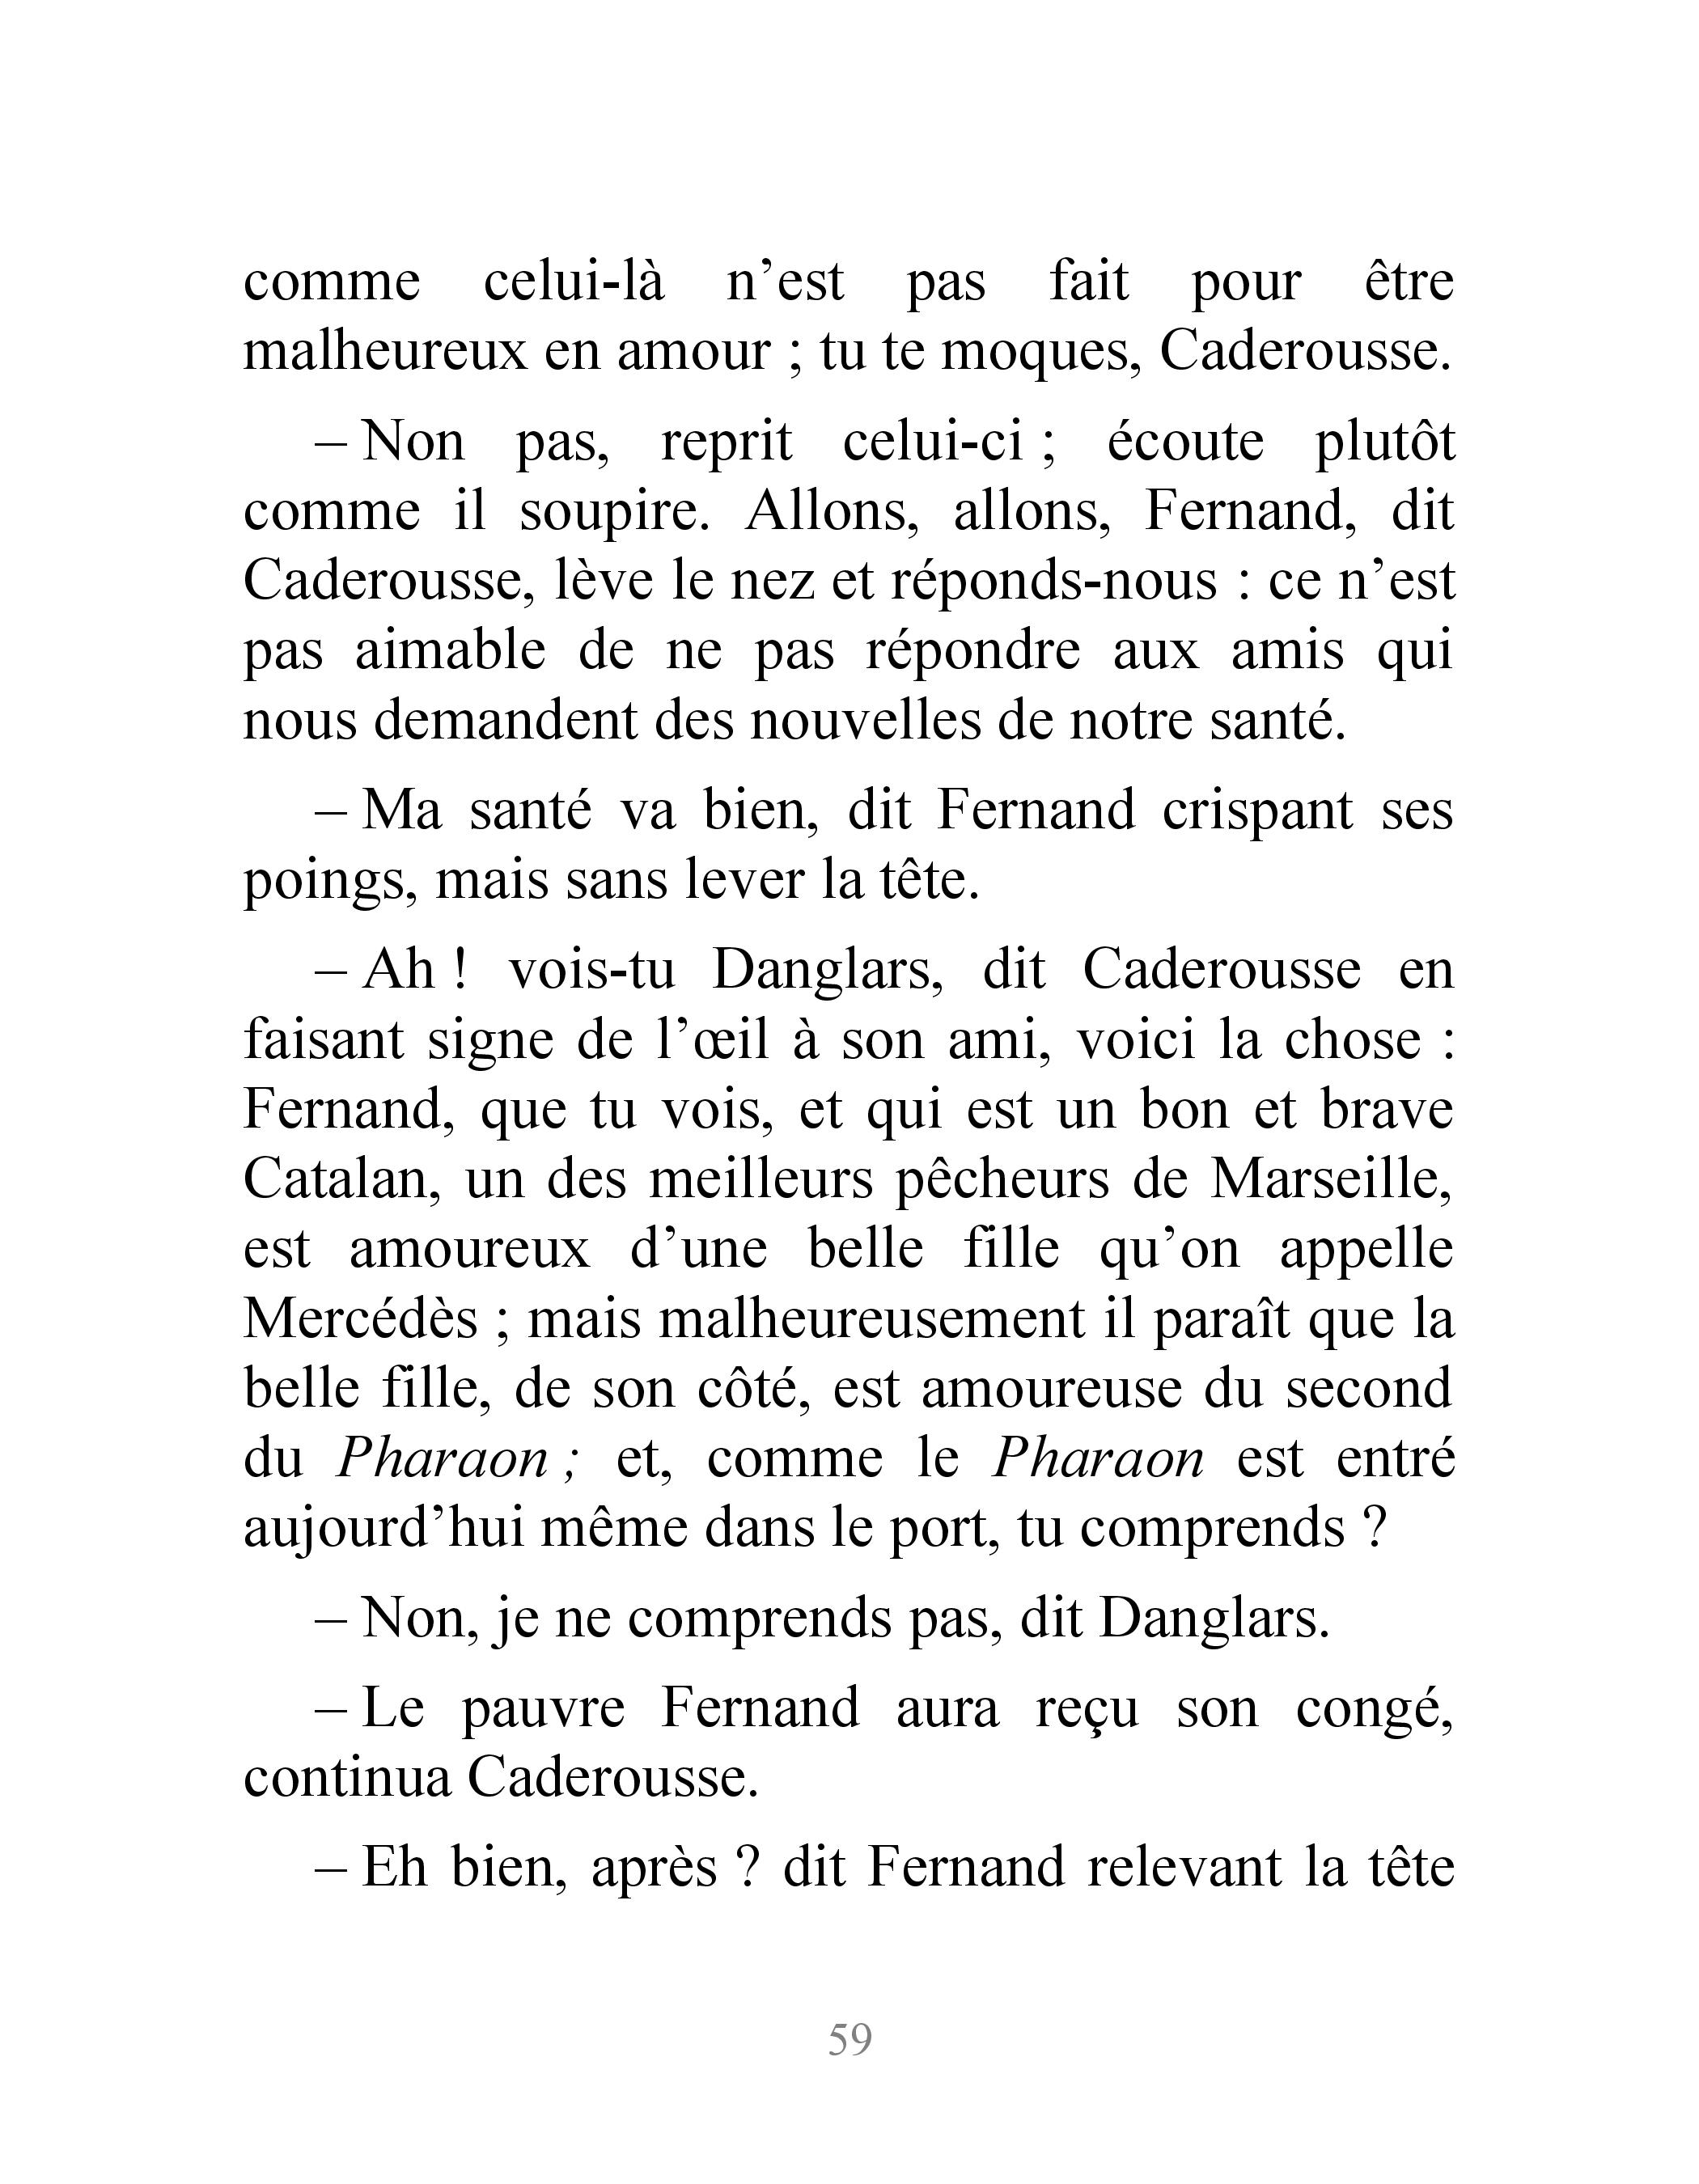 comme celui-là n’est pas fait pour être
malheureux en amour ; tu te moques, Caderousse.
– Non pas, reprit celui-ci ; écoute plutôt
comme il soupire. Allons, allons, Fernand, dit
Caderousse, lève le nez et réponds-nous : ce n’est
pas aimable de ne pas répondre aux amis qui
nous demandent des nouvelles de notre santé.
– Ma santé va bien, dit Fernand crispant ses
poings, mais sans lever la tête.
– Ah ! vois-tu Danglars, dit Caderousse en
faisant signe de l’œil à son ami, voici la chose :
Fernand, que tu vois, et qui est un bon et brave
Catalan, un des meilleurs pêcheurs de Marseille,
est amoureux d’une belle fille qu’on appelle
Mercédès ; mais malheureusement il paraît que la
belle fille, de son côté, est amoureuse du second
du Pharaon ; et, comme le Pharaon est entré
aujourd’hui même dans le port, tu comprends ?
– Non, je ne comprends pas, dit Danglars.
– Le pauvre Fernand aura reçu son congé,
continua Caderousse.
– Eh bien, après ? dit Fernand relevant la tête
59